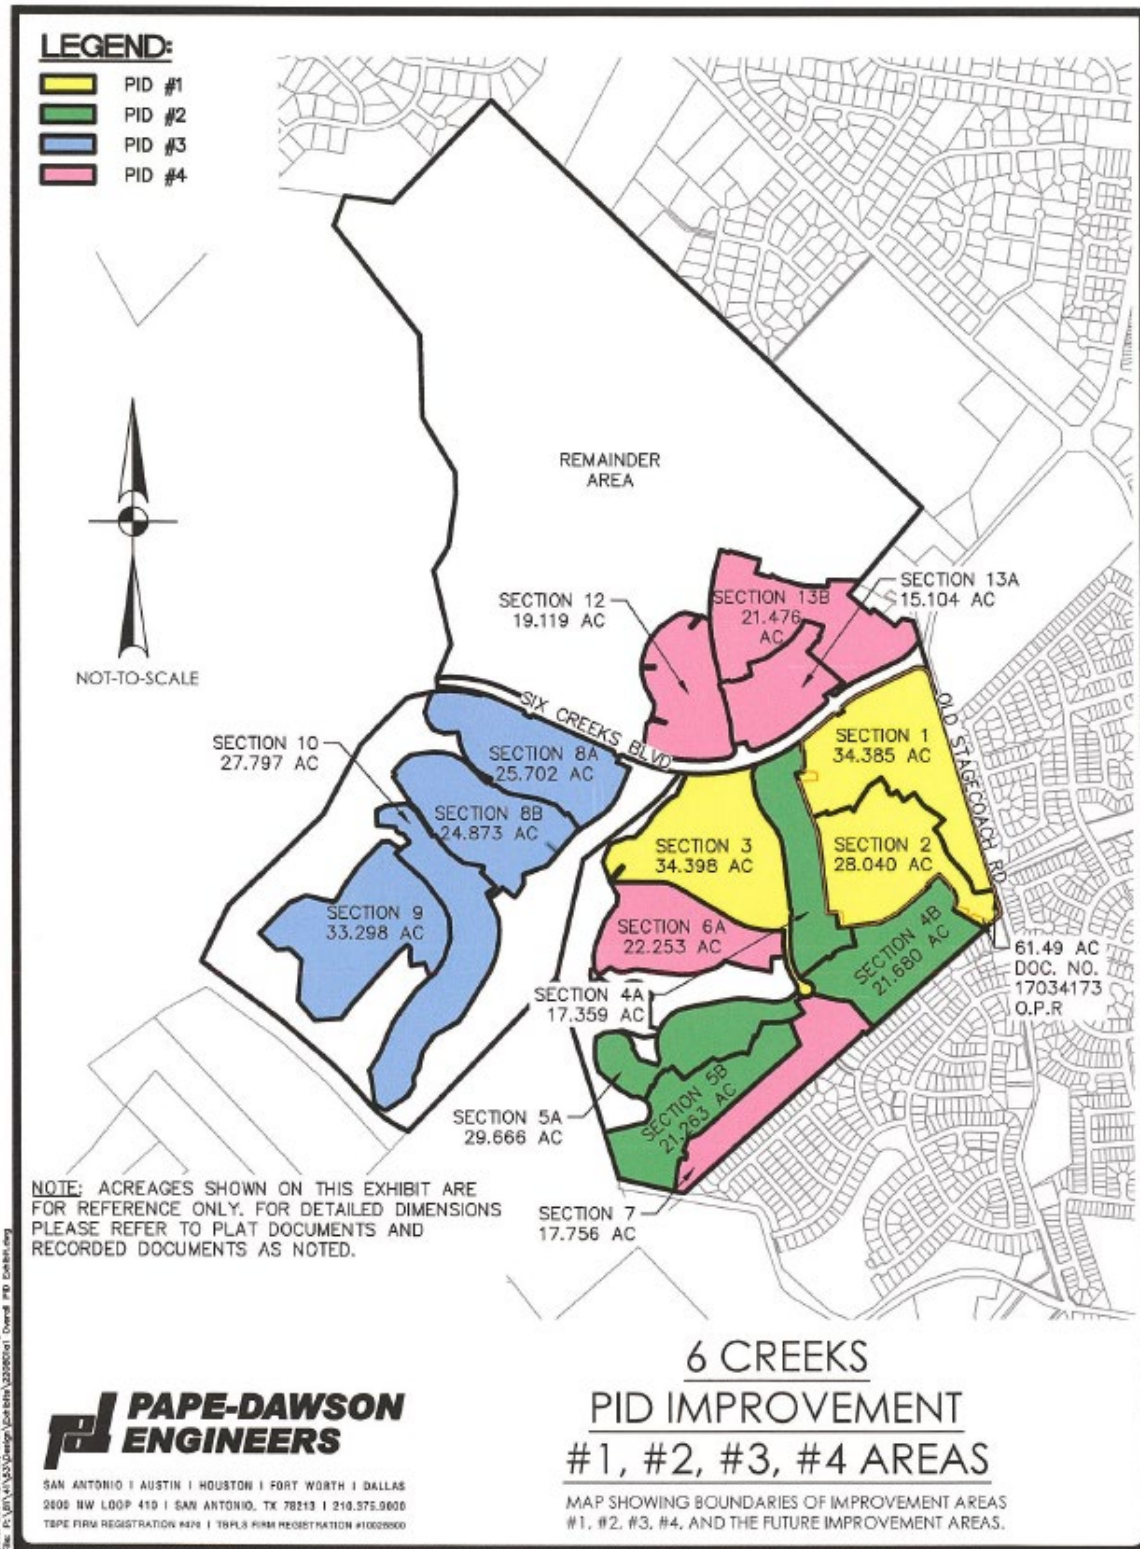 LEGEND:
PID #1
PID #2
PID #3
PID #4
REMAINDER
AREA
NOT-TO-SCALE
SECTION 12
19.119 AC
SECTION 13B
21.476
AC
SECTION 13A
15.104 AC
SIX CREEKS BLVD
OLD STAGECOACH RD
SECTION 10
27.797 AC
SECTION 8A
25.702 AC
SECTION 8B
24.873 AC
SECTION 9
33.298 AC
SECTION 1
34.385 AC
SECTION 2
28.040 AC
SECTION 3
34.398 AC
SECTION 6A
22.253 AC
SECTION 4B
21.680 AC
SECTION 4A
17.359 AC
61.49 AC
DOC. NO.
17034173
O.P.R
SECTION 5B
21.263 AC
SECTION 5A
29.666 AC
SECTION 7
17.756 AC
NOTE: ACREAGES SHOWN ON THIS EXHIBIT ARE
FOR REFERENCE ONLY. FOR DETAILED DIMENSIONS
PLEASE REFER TO PLAT DOCUMENTS AND
RECORDED DOCUMENTS AS NOTED.
6 CREEKS
PID IMPROVEMENT
#1, #2, #3, #4 AREAS
MAP SHOWING BOUNDARIES OF IMPROVEMENT AREAS
#1, #2, #3, #4, AND THE FUTURE IMPROVEMENT AREAS.
PAPE-DAWSON
ENGINEERS
SAN ANTONIO I AUSTIN I HOUSTON I FORT WORTH I DALLAS
2000 NW LOOP 410 I SAN ANTONIO, TX 78213 I 210.375.9000
TBPE FIRM REGISTRATION #470 I TBPLS FIRM REGISTRATION #10028800